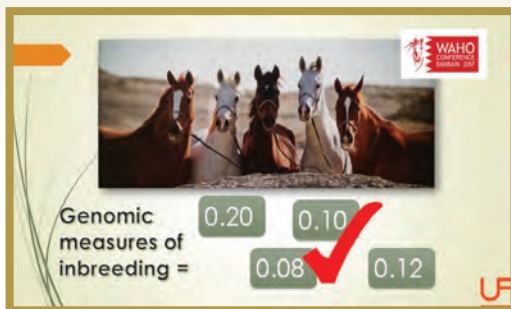 WAHO
CONFERENCE
BAHRAIN 2017
Genomic
measures of
inbreeding =
0.20
0.10
0.08
0.12
UF